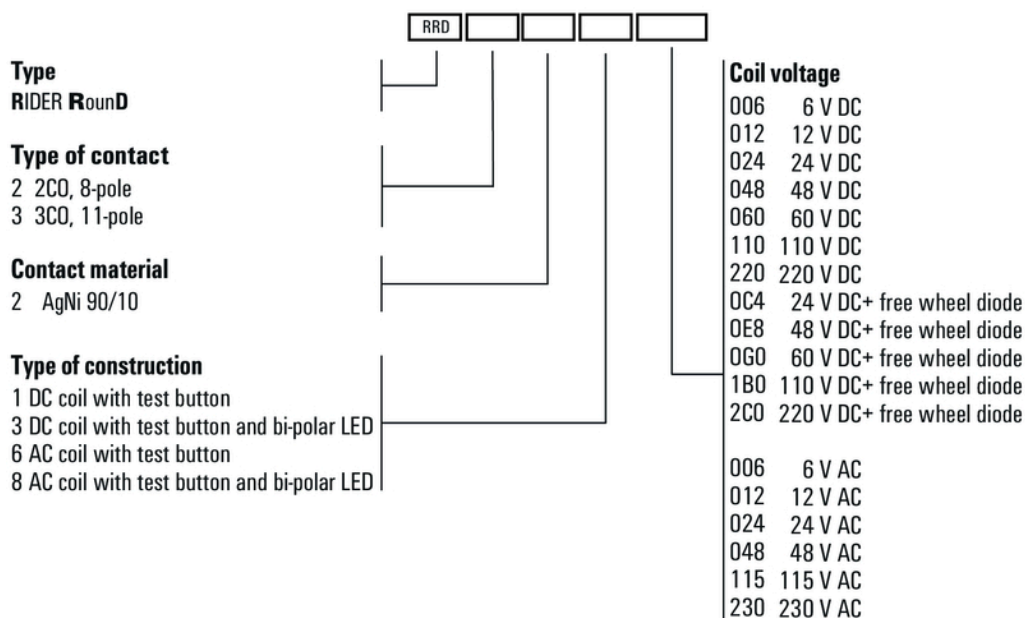 RRD
Type
RIDER RounD
Type of contact
2 2CO, 8-pole
3 3CO, 11-pole
Contact material
2 AgNi 90/10
Type of construction
1 DC coil with test button
3 DC coil with test button and bi-polar LED
6 AC coil with test button
8 AC coil with test button and bi-polar LED
Coil voltage
006 6 V DC
012 12 V DC
024 24 V DC
048 48 V DC
060 60 V DC
110 110 V DC
220 220 V DC
0C4 24 V DC+ free wheel diode
0E8 48 V DC+ free wheel diode
0G0 60 V DC+ free wheel diode
1B0 110 V DC+ free wheel diode
2C0 220 V DC+ free wheel diode
006 6 V AC
012 12 V AC
024 24 V AC
048 48 V AC
115 115 V AC
230 230 V AC